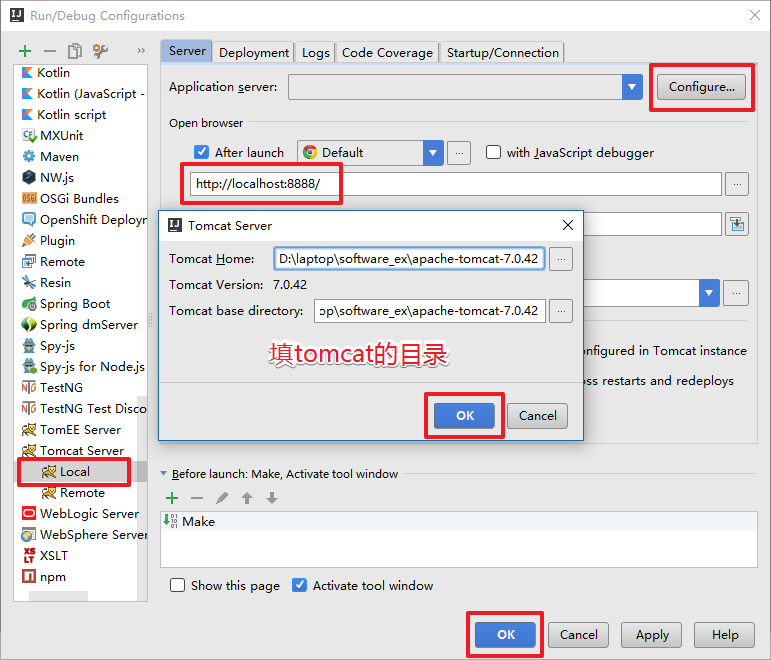 Run/Debug Configurations
Kotlin
Kotlin (JavaScript -
Kotlin script
MXUnit
Maven
NW.js
OSGi Bundles
OpenShift Deployn
Plugin
Remote
Resin
Spring Boot
Spring dmServer
Spy-js
Spy-js for Node.js
TestNG
TestNG Test Disco
TomEE Server
Tomcat Server
Local
Remote
WebLogic Server
WebSphere Server
XSLT
npm
Server Deployment Logs Code Coverage Startup/Connection
Application server: Configure...
Open browser
After launch Default ... with JavaScript debugger
http://localhost:8888/ ...
Tomcat Server
Tomcat Home: D:\laptop\software_ex\apache-tomcat-7.0.42 ...
Tomcat Version: 7.0.42
Tomcat base directory: op\software_ex\apache-tomcat-7.0.42 ...
填tomcat的目录
OK Cancel
...
onfigured in Tomcat instance
oss restarts and redeploys
Before launch: Make, Activate tool window
Make
Show this page Activate tool window
OK Cancel Apply Help